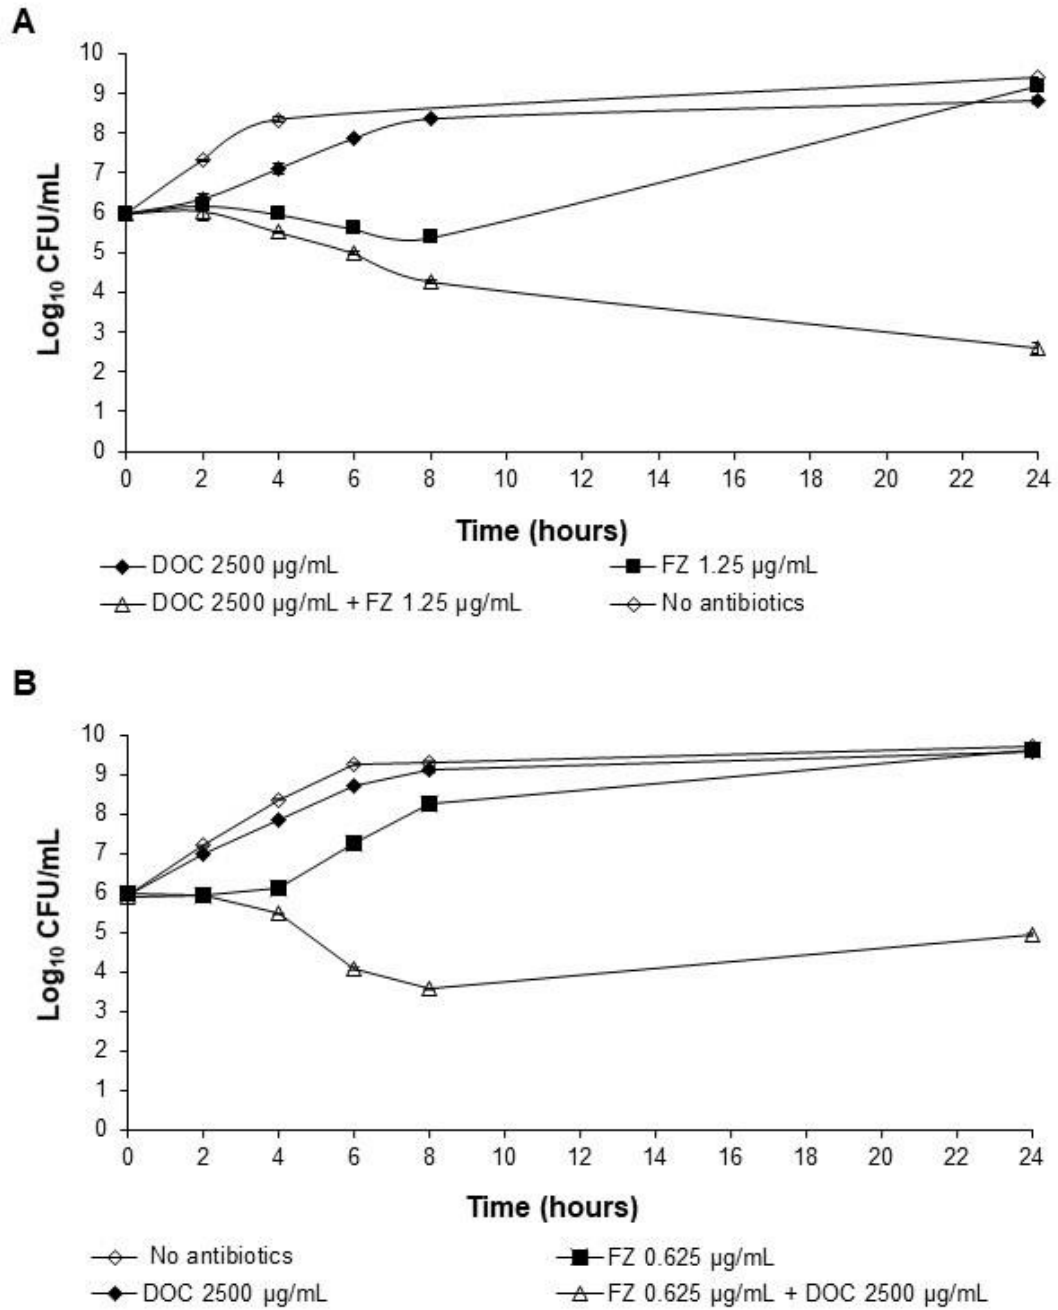 A
10
9
8
7
6
5
4
3
2
1
0
Log₁₀ CFU/mL
0 2 4 6 8 10 12 14 16 18 20 22 24
Time (hours)
DOC 2500 µg/mL FZ 1.25 µg/mL
DOC 2500 µg/mL + FZ 1.25 µg/mL No antibiotics
B
10
9
8
7
6
5
4
3
2
1
0
Log₁₀ CFU/mL
0 2 4 6 8 10 12 14 16 18 20 22 24
Time (hours)
No antibiotics FZ 0.625 µg/mL
DOC 2500 µg/mL FZ 0.625 µg/mL + DOC 2500 µg/mL